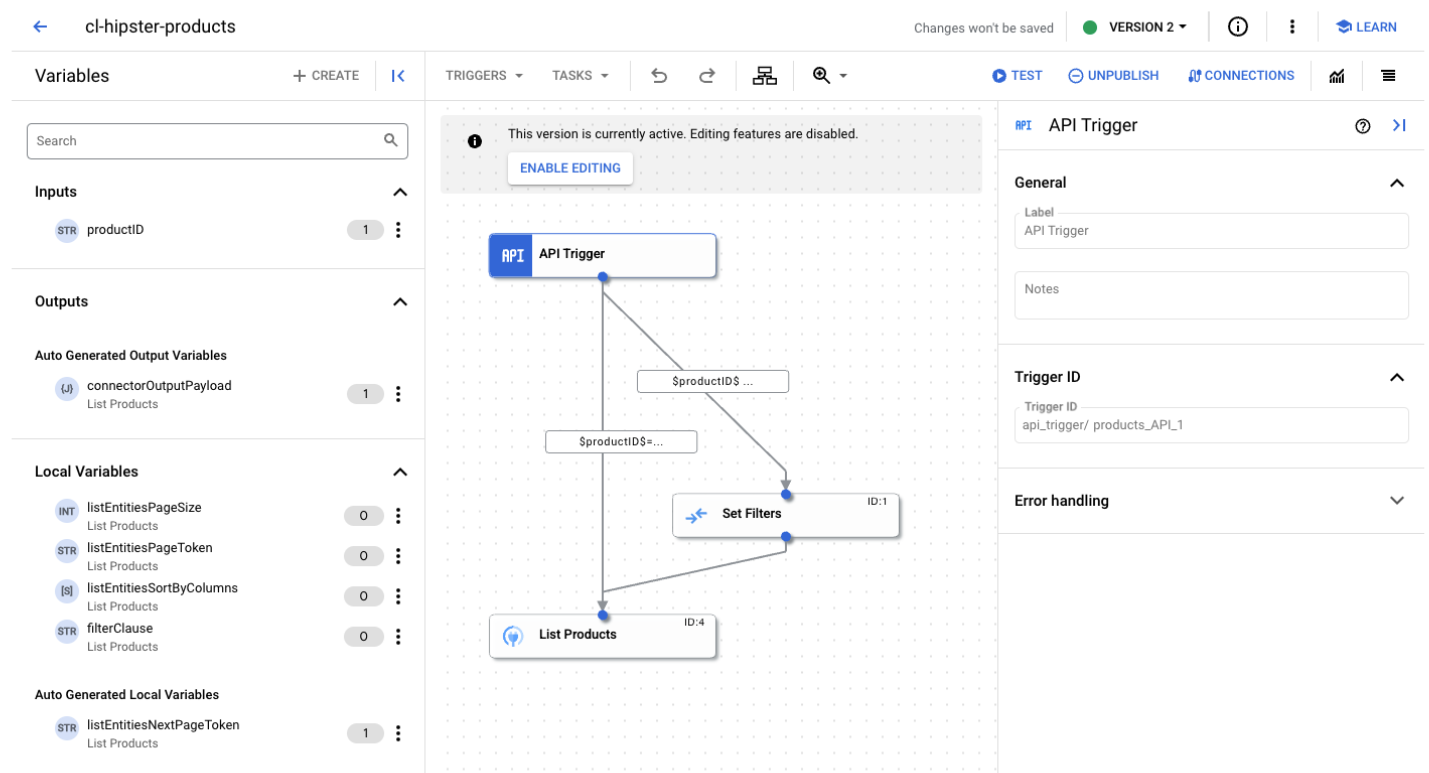 cl-hipster-products
Changes won't be saved
VERSION 2
LEARN
Variables
CREATE
TRIGGERS
TASKS
TEST
UNPUBLISH
CONNECTIONS
Search
Inputs
STR productID 1
Outputs
Auto Generated Output Variables
{J} connectorOutputPayload 1
List Products
Local Variables
INT listEntitiesPageSize 0
List Products
STR listEntitiesPageToken 0
List Products
[S] listEntitiesSortByColumns 0
List Products
STR filterClause 0
List Products
Auto Generated Local Variables
STR listEntitiesNextPageToken 1
List Products
This version is currently active. Editing features are disabled.
ENABLE EDITING
API API Trigger
$productID$ ...
$productID$=...
ID:1
Set Filters
ID:4
List Products
API API Trigger
General
Label
API Trigger
Notes
Trigger ID
Trigger ID
api_trigger/ products_API_1
Error handling